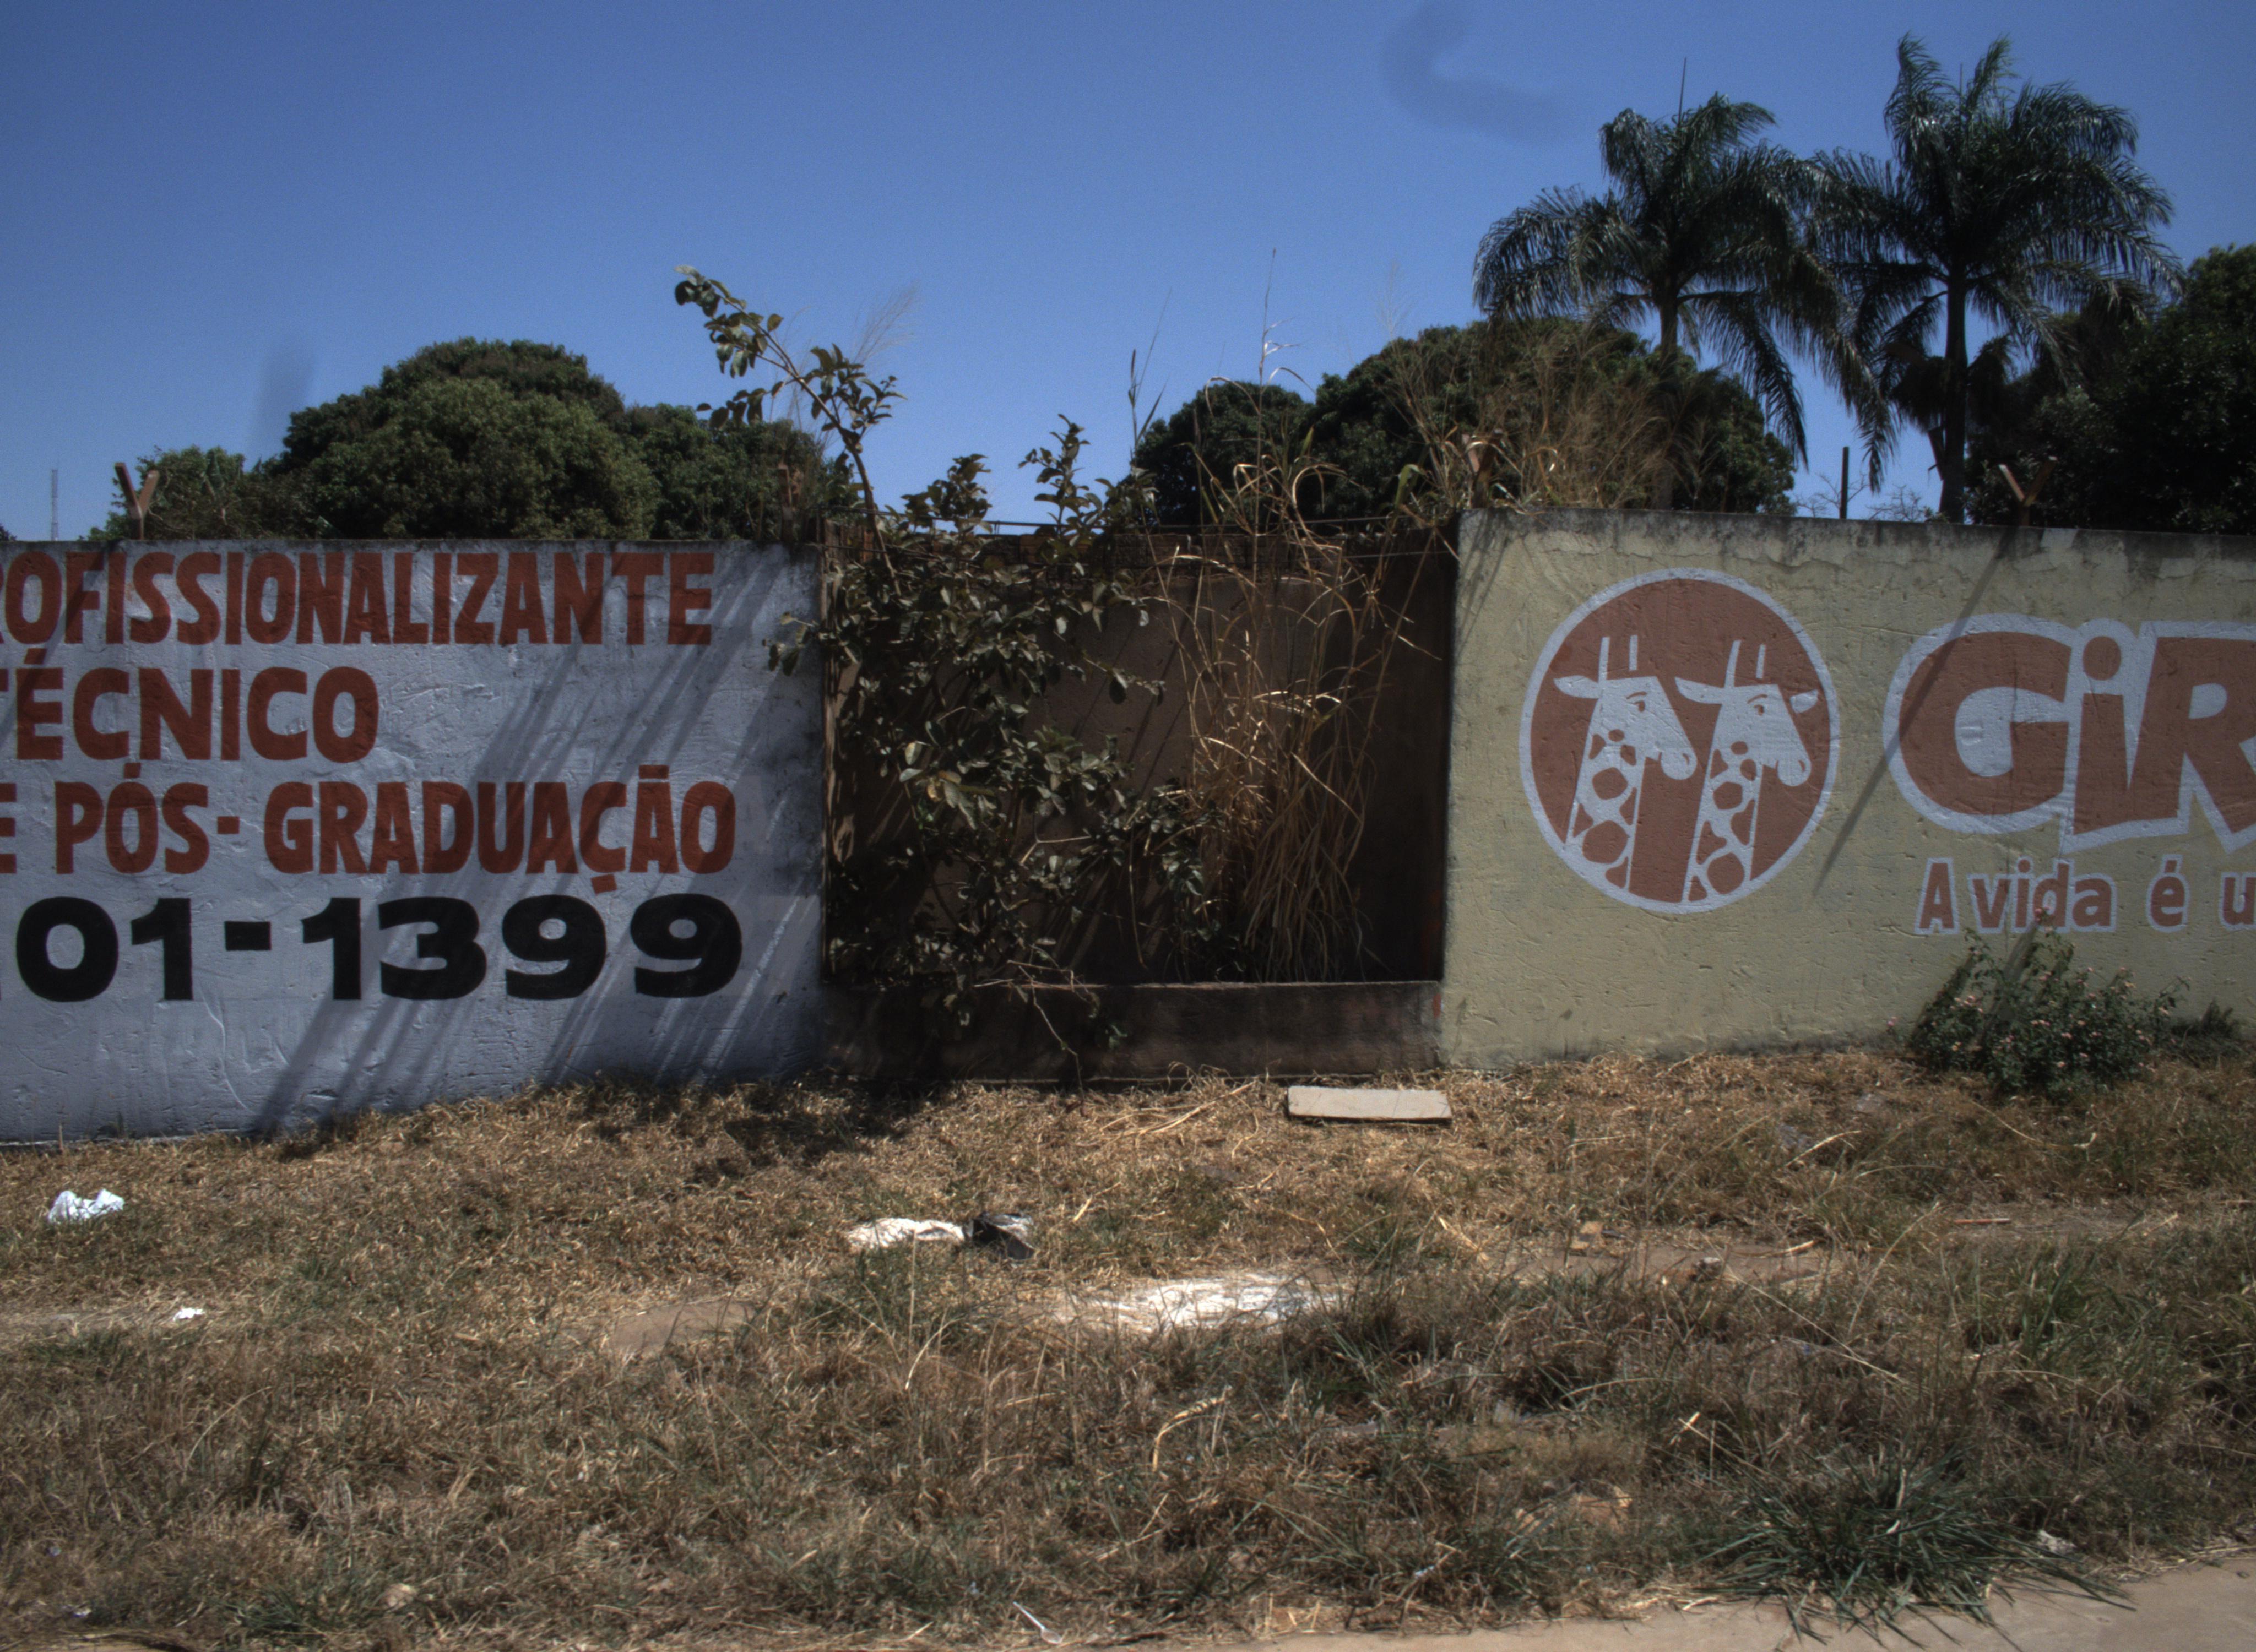 ROFISSIONALIZANTE
TÉCNICO
E PÓS-GRADUAÇÃO
01-1399
GiR
A vida é u